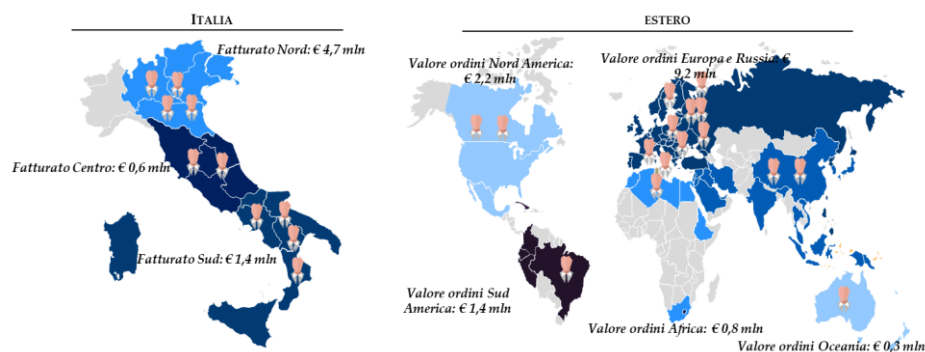 ITALIA
Fatturato Nord: € 4,7 mln
Fatturato Centro: € 0,6 mln
Fatturato Sud: € 1,4 mln
ESTERO
Valore ordini Nord America:
€ 2,2 mln
Valore ordini Europa e Russia: €
9,2 mln
Valore ordini Sud
America: € 1,4 mln
Valore ordini Africa: € 0,8 mln
Valore ordini Oceania: € 0,3 mln